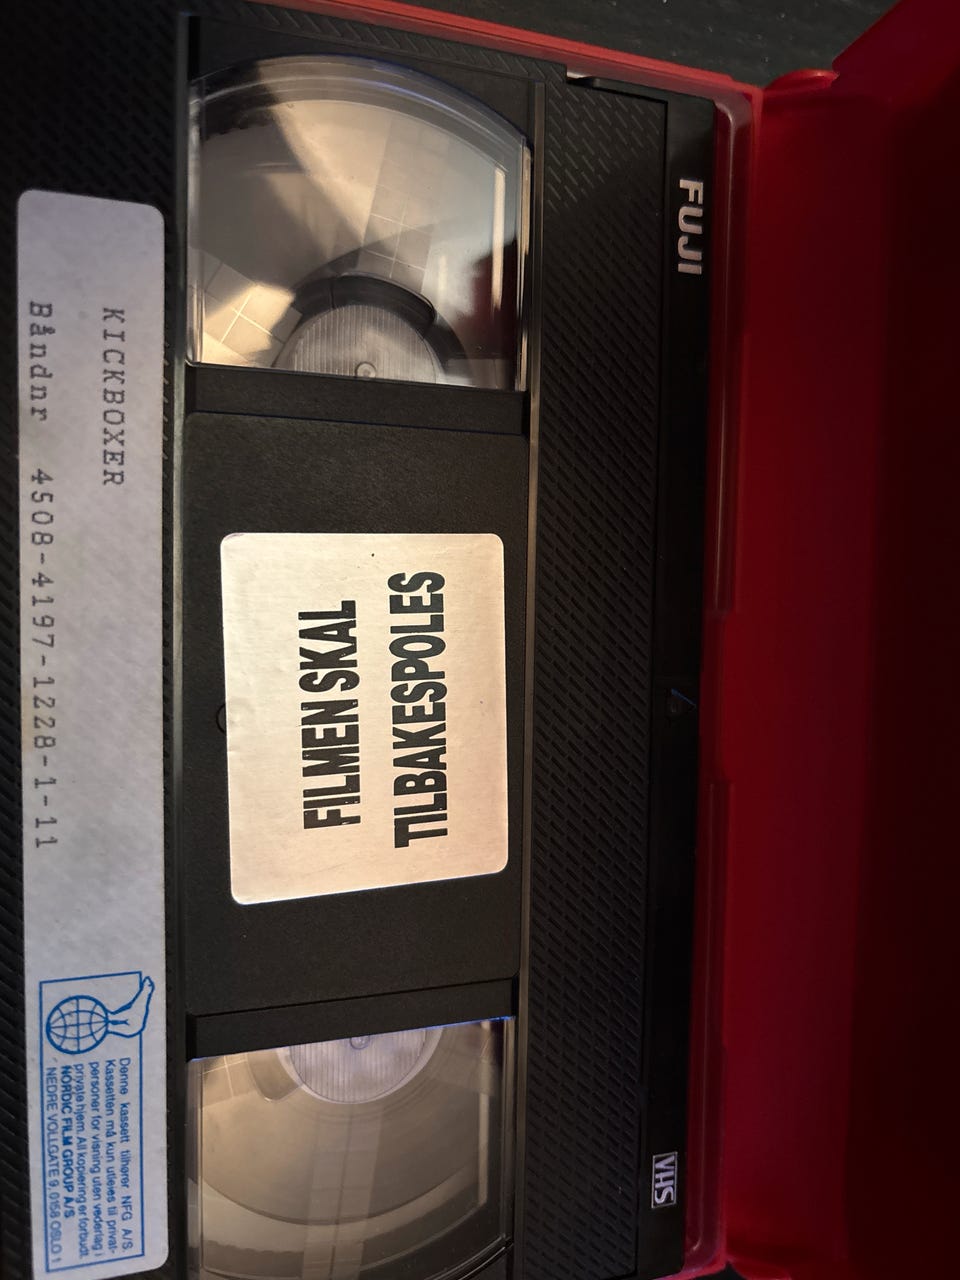 FUJI
VHS
FILMEN SKAL
TILBAKESPOLES
KICKBOXER
Båndnr 4508-4197-1228-1-11
Denne kassett tilhører NFG A/S.
Kassetten må kun utleies til privat-
personer for visning uten vederlag i
private hjem. All kopiering er forbudt.
NORDIC FILM GROUP A/S
NEDRE VOLLGATE 9, 0158 OSLO 1